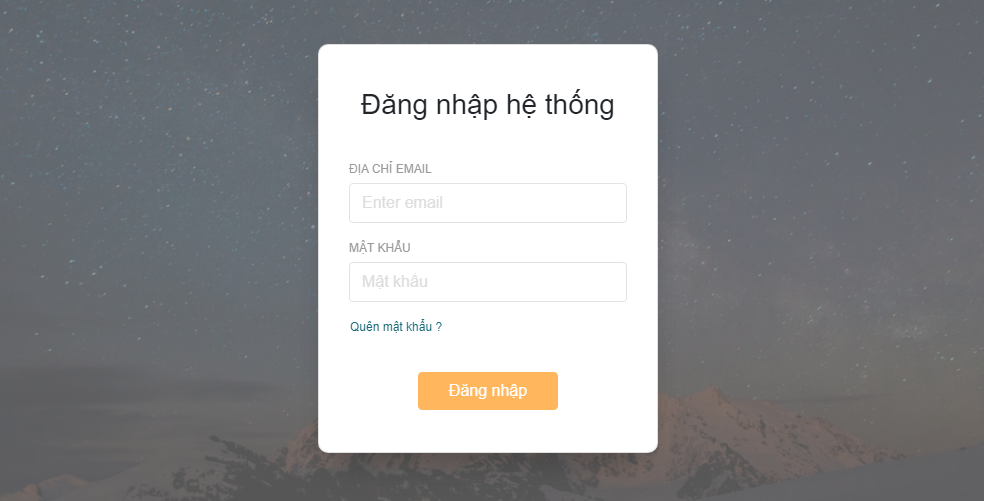 Đăng nhập hệ thống
ĐỊA CHỈ EMAIL
Enter email
MẬT KHẨU
Mật khẩu
Quên mật khẩu ?
Đăng nhập